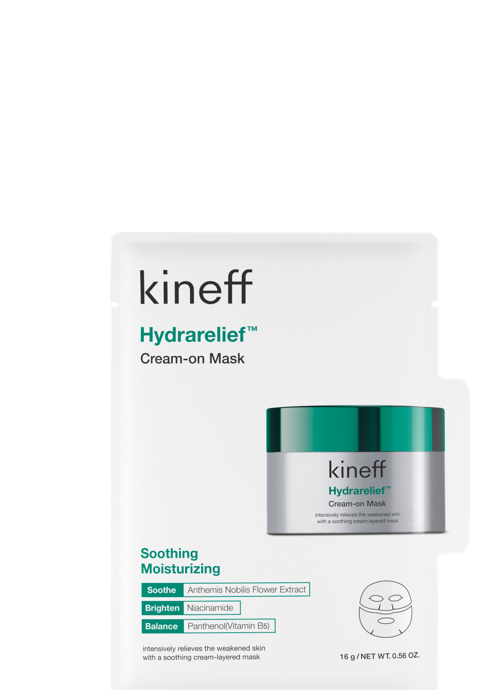 kineff
Hydrarelief™
Cream-on Mask
kineff
Hydrarelief™
Cream-on Mask
intensively relieves the weakened skin
with a soothing cream-layered mask
Soothing
Moisturizing
Soothe Anthemis Nobilis Flower Extract
Brighten Niacinamide
Balance Panthenol(Vitamin B5)
intensively relieves the weakened skin
with a soothing cream-layered mask
16 g / NET WT. 0.56 OZ.